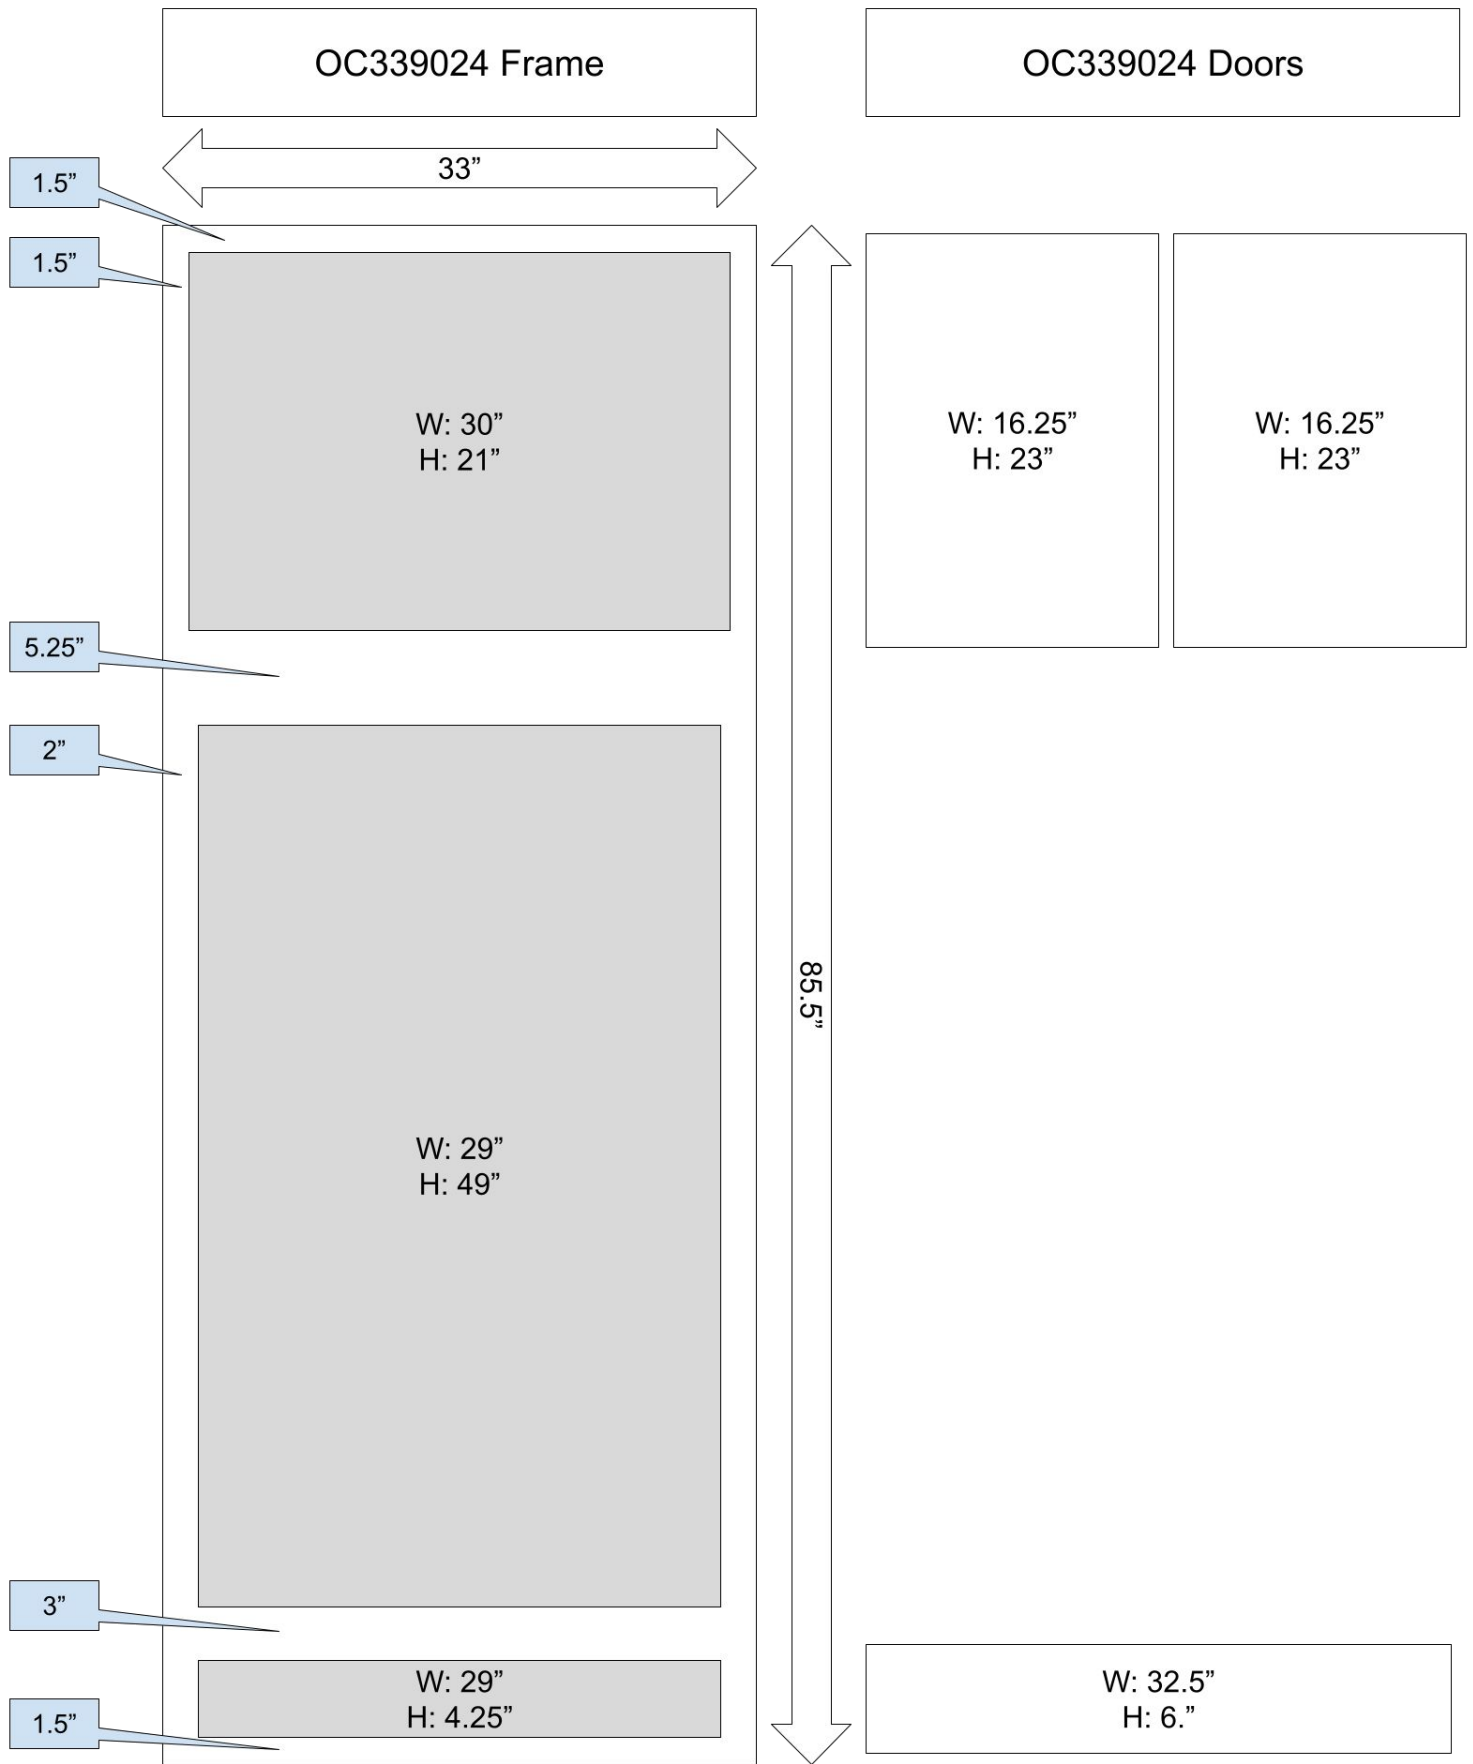 OC339024 Frame
OC339024 Doors
33”
1.5”
1.5”
W: 30”
H: 21”
W: 16.25”
H: 23”
W: 16.25”
H: 23”
5.25”
2”
85.5”
W: 29”
H: 49”
3”
W: 29”
H: 4.25”
W: 32.5”
H: 6.”
1.5”